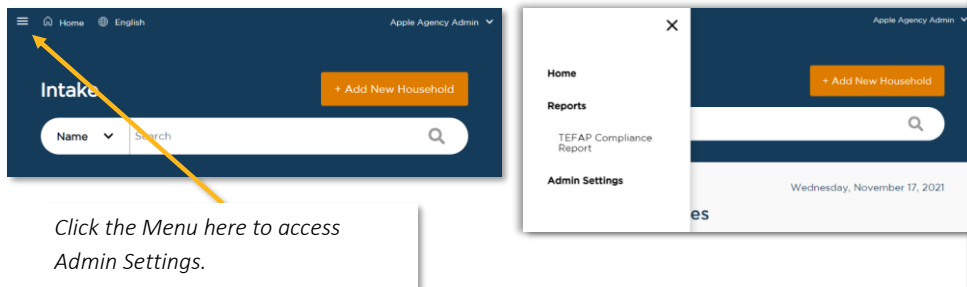 Home English Apple Agency Admin
Intake
+ Add New Household
Name Search
Click the Menu here to access
Admin Settings.
Apple Agency Admin
Home
+ Add New Household
Reports
TEFAP Compliance
Report
Admin Settings
Wednesday, November 17, 2021
es